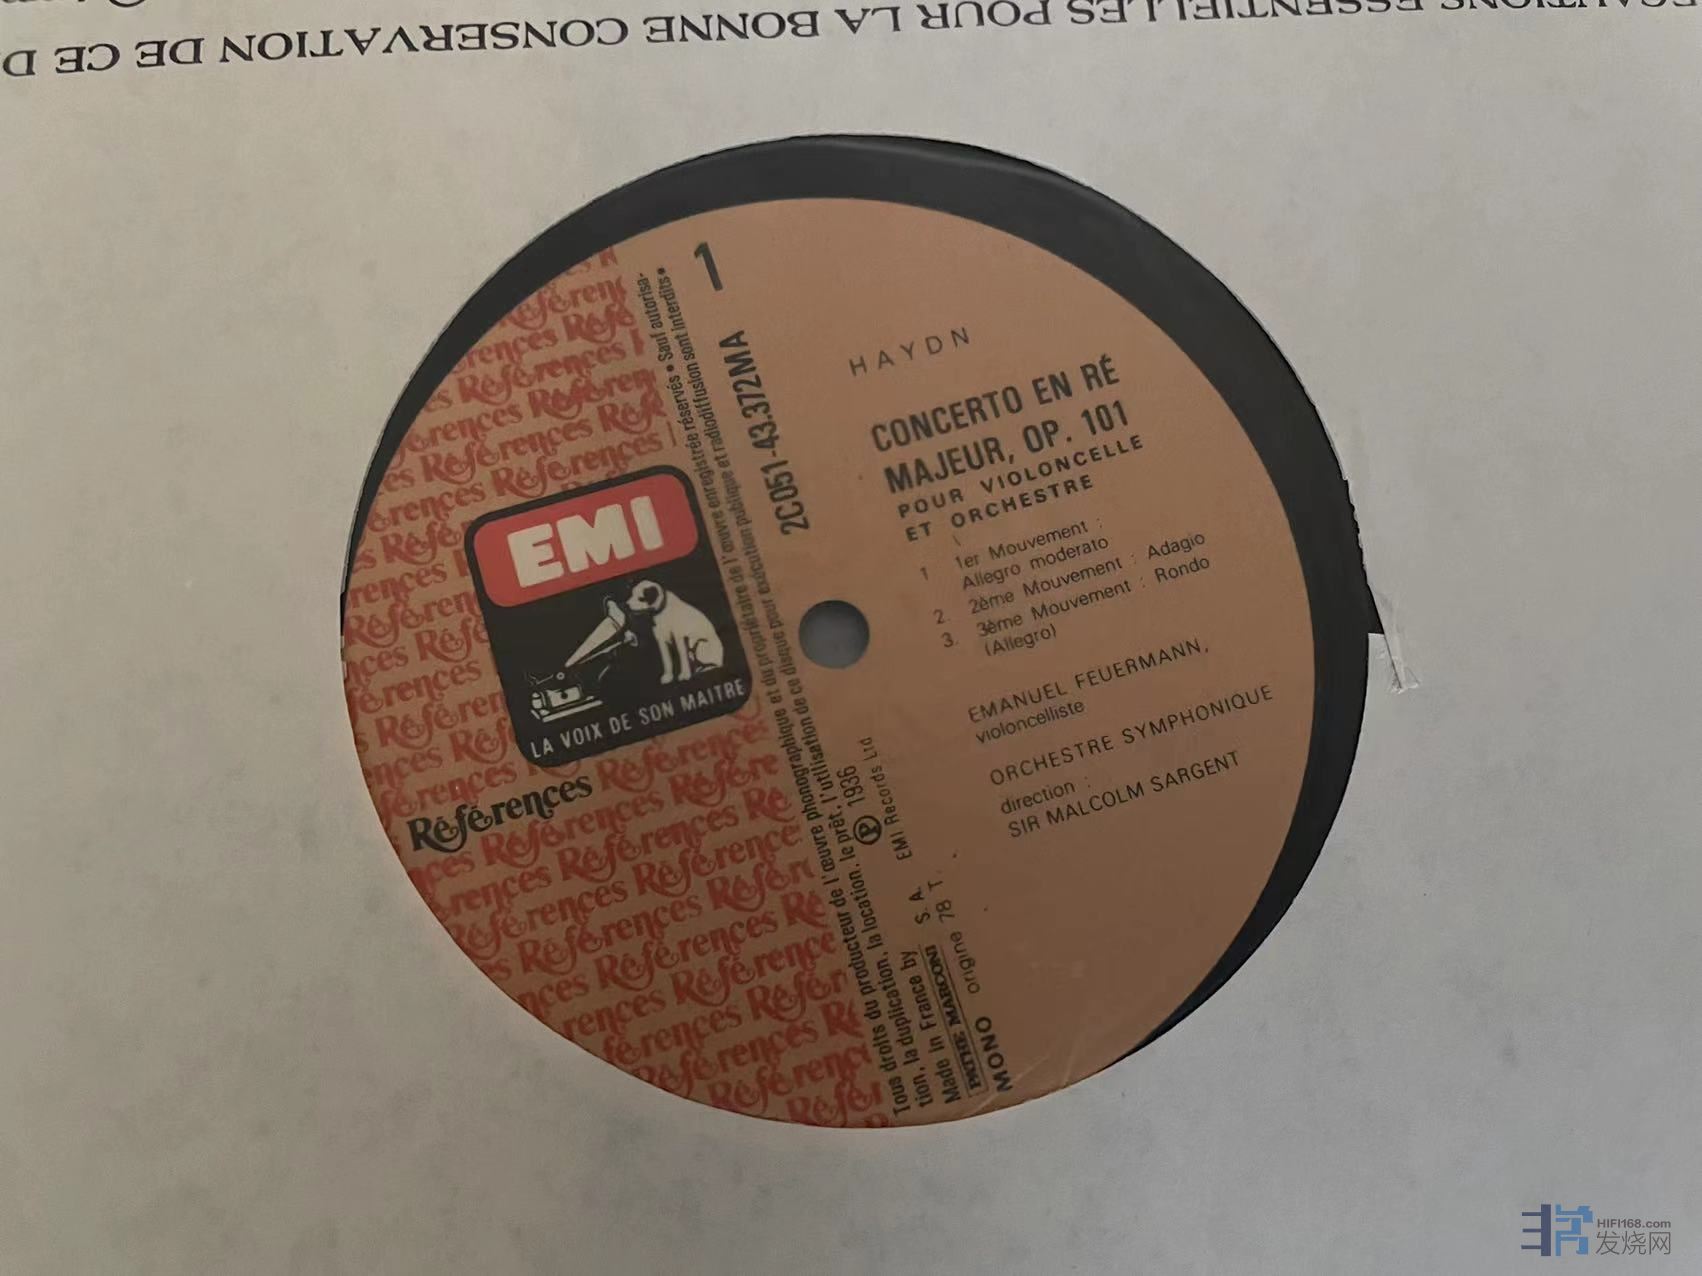 ESSENTIELLES POUR LA BONNE CONSERVATION DE CE D
1
2C051-43.372MA
HAYDN
CONCERTO EN RÉ
MAJEUR, OP. 101
POUR VIOLONCELLE
ET ORCHESTRE
1 1er Mouvement :
Allegro moderato
2. 2ème Mouvement : Adagio
3. 3ème Mouvement : Rondo
(Allegro)
EMANUEL FEUERMANN,
violoncelliste
ORCHESTRE SYMPHONIQUE
direction :
SIR MALCOLM SARGENT
EMI
LA VOIX DE SON MAITRE
Références
Tous droits du producteur de l'œuvre phonographique et du propriétaire de l'œuvre enregistrée réservés • Sauf autorisa-
tion, la duplication, la location, le prêt, l'utilisation de ce disque pour exécution publique et radiodiffusion sont interdits •
Made in France by
PATHE MARCONI S.A.
℗ 1936
EMI Records Ltd
MONO origine 78 T.
HIFI168.com
发烧网